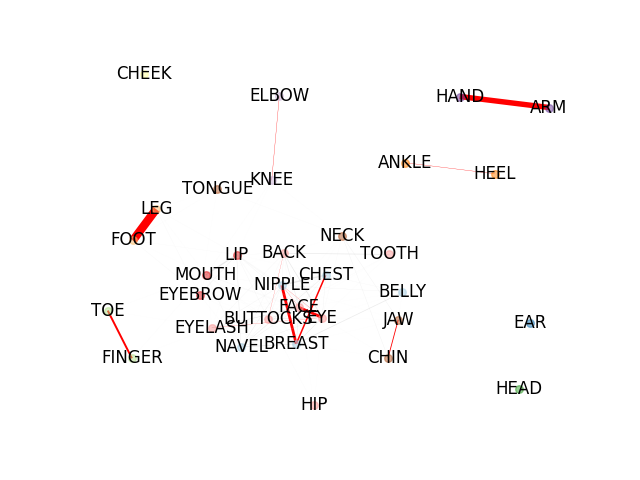 CHEEK
ELBOW
HAND
ARM
ANKLE
HEEL
TONGUE
KNEE
LEG
FOOT
NECK
LIP
BACK
TOOTH
MOUTH
NIPPLE
CHEST
EYEBROW
BELLY
FACE
TOE
BUTTOCKS
EYE
JAW
EAR
EYELASH
NAVEL
BREAST
FINGER
CHIN
HEAD
HIP